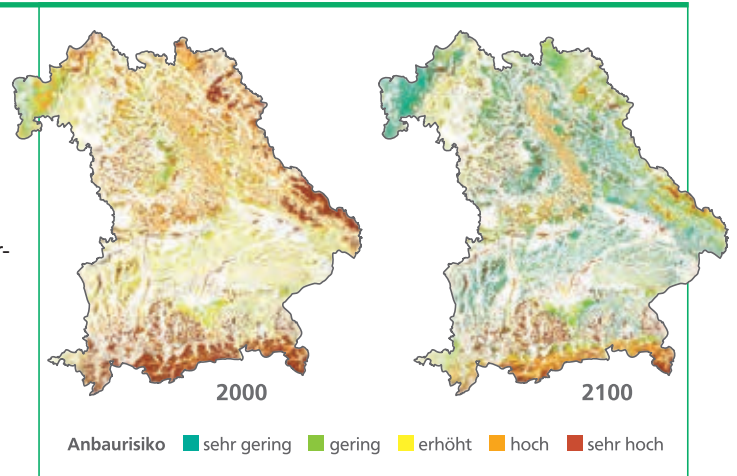 r-
2000 2100
Anbaurisiko sehr gering gering erhöht hoch sehr hoch